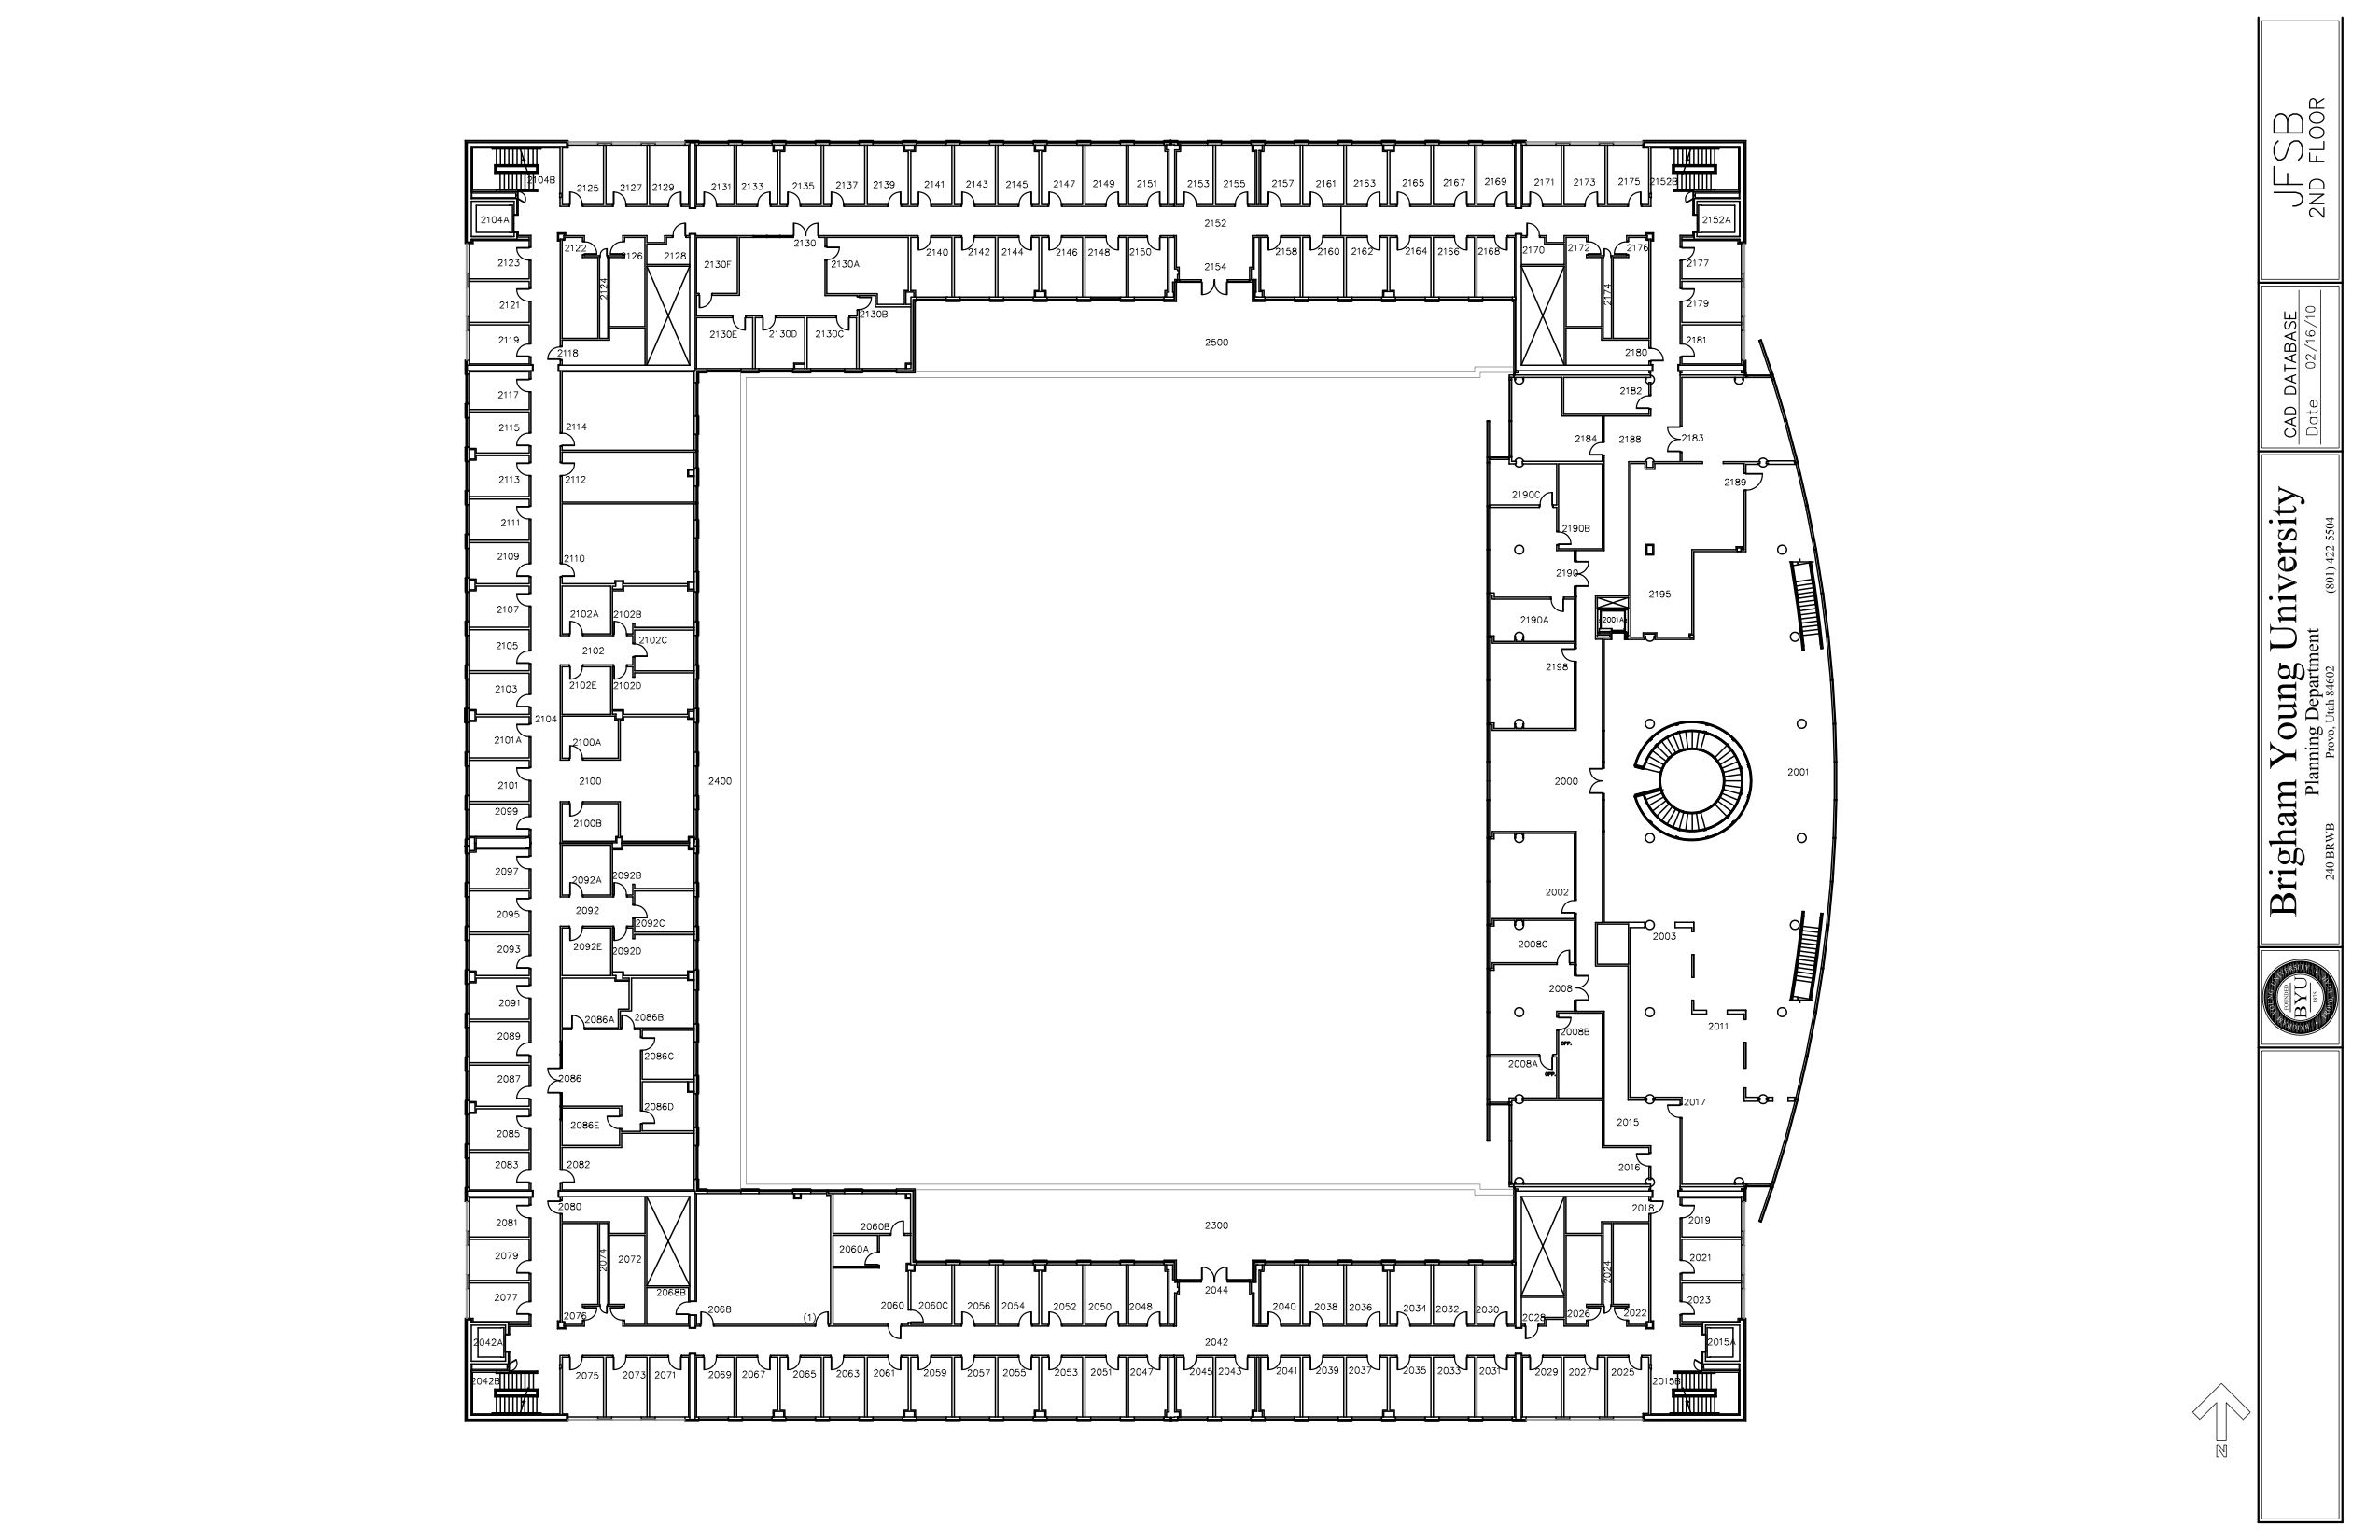 2104B
2125
2127
2129
2131
2133
2135
2137
2139
2141
2143
2145
2147
2149
2151
2153
2155
2157
2161
2163
2165
2167
2169
2171
2173
2175
2152B
2104A
2152
2152A
2122
2126
2128
2130
2130F
2130A
2140
2142
2144
2146
2148
2150
2154
2158
2160
2162
2164
2166
2168
2170
2172
2176
2123
2177
2124
2174
2121
2179
2130B
2119
2130E
2130D
2130C
2181
2118
2500
2180
2117
2182
2115
2114
2184
2188
2183
2113
2112
2189
2190C
2111
2190B
2109
2110
2190
2107
2102A
2102B
2195
2190A
2001A
2105
2102
2102C
2198
2103
2102E
2102D
2104
2101A
2100A
2101
2100
2400
2000
2001
2099
2100B
2097
2092A
2092B
2002
2095
2092
2092C
2003
2093
2092E
2092D
2008C
2091
2086A
2086B
2008
2089
2086C
2008B
OPP.
2011
2087
2086
2008A
OPP.
2085
2086D
2086E
2017
2015
2083
2082
2016
2080
2018
2081
2060B
2300
2019
2079
2074
2072
2060A
2024
2021
2077
2068B
2044
2023
2076
2068
(1)
2060
2060C
2056
2054
2052
2050
2048
2040
2038
2036
2034
2032
2030
2028
2026
2022
2042A
2042
2015A
2042B
2075
2073
2071
2069
2067
2065
2063
2061
2059
2057
2055
2053
2051
2047
2045
2043
2041
2039
2037
2035
2033
2031
2029
2027
2025
2015B
N
JFSB
2ND FLOOR
CAD DATABASE
Date 02/16/10
Brigham Young University
Planning Department
240 BRWB Provo, Utah 84602 (801) 422-5504
FOUNDED
BYU
1875
BRIGHAM YOUNG UNIVERSITY
PROVO, UTAH